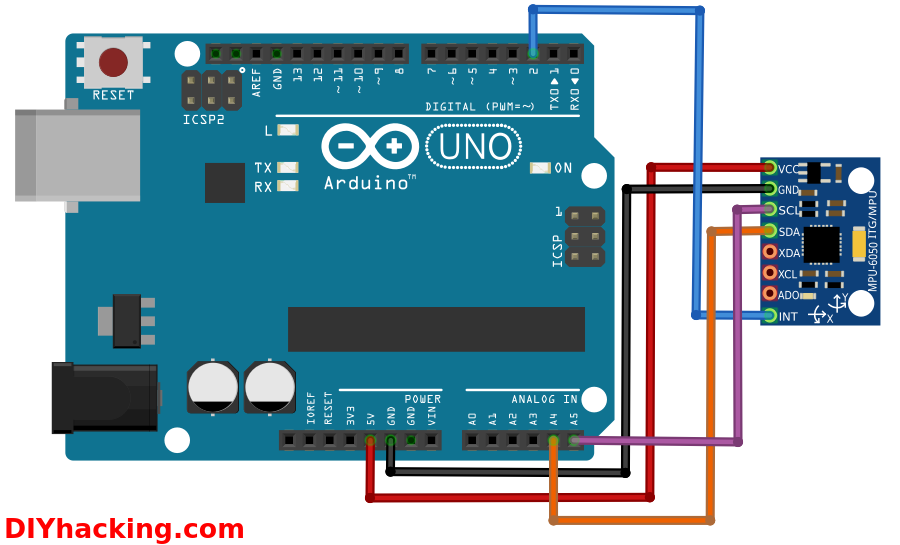 RESET
ICSP2
AREF
GND
13
12
~11
~10
~9
8
7
~6
~5
4
~3
2
TX0▶1
RX0◀0
DIGITAL (PWM=~)
L
TX
RX
Arduino™
UNO
ON
1
ICSP
IOREF
RESET
3V3
5V
GND
GND
VIN
POWER
A0
A1
A2
A3
A4
A5
ANALOG IN
VCC
GND
SCL
SDA
XDA
XCL
ADO
INT
MPU-6050 ITG/MPU
Y
X
DIYhacking.com